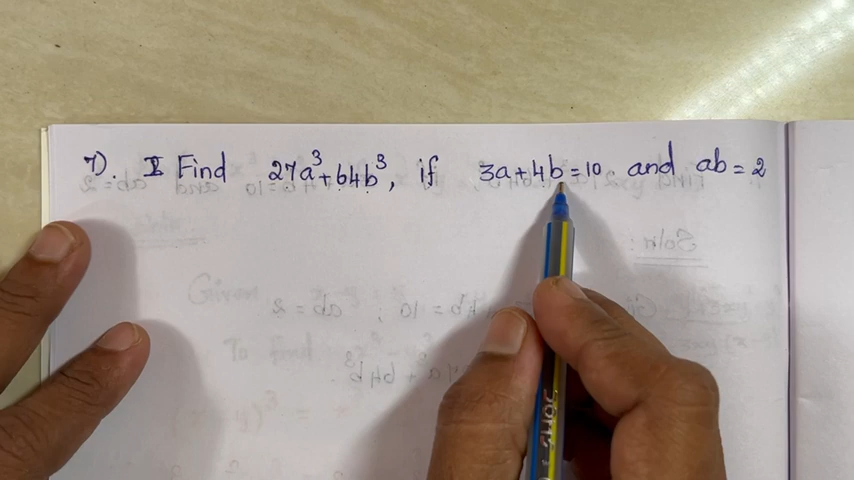 7). Find 27a³+64b³, if 3a+4b=10 and ab=2